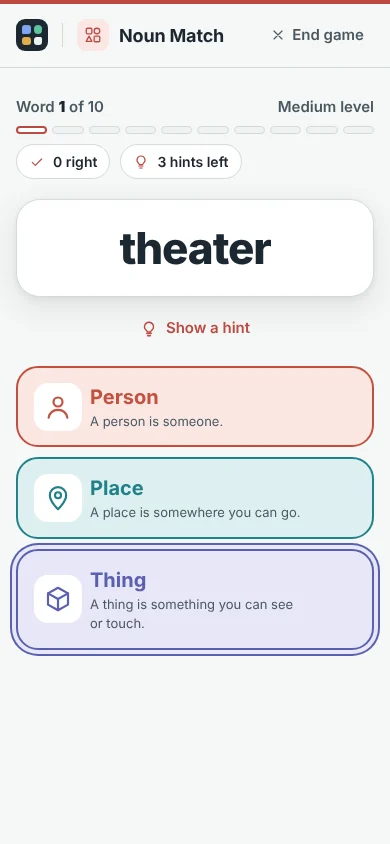 Noun Match
End game
Word 1 of 10
Medium level
0 right
3 hints left
theater
Show a hint
Person
A person is someone.
Place
A place is somewhere you can go.
Thing
A thing is something you can see
or touch.